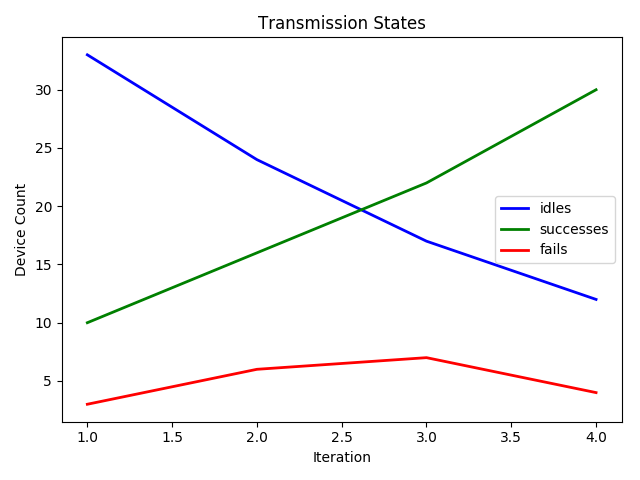 Transmission States
Device Count
30
25
20
15
10
5
idles
successes
fails
1.0 1.5 2.0 2.5 3.0 3.5 4.0
Iteration